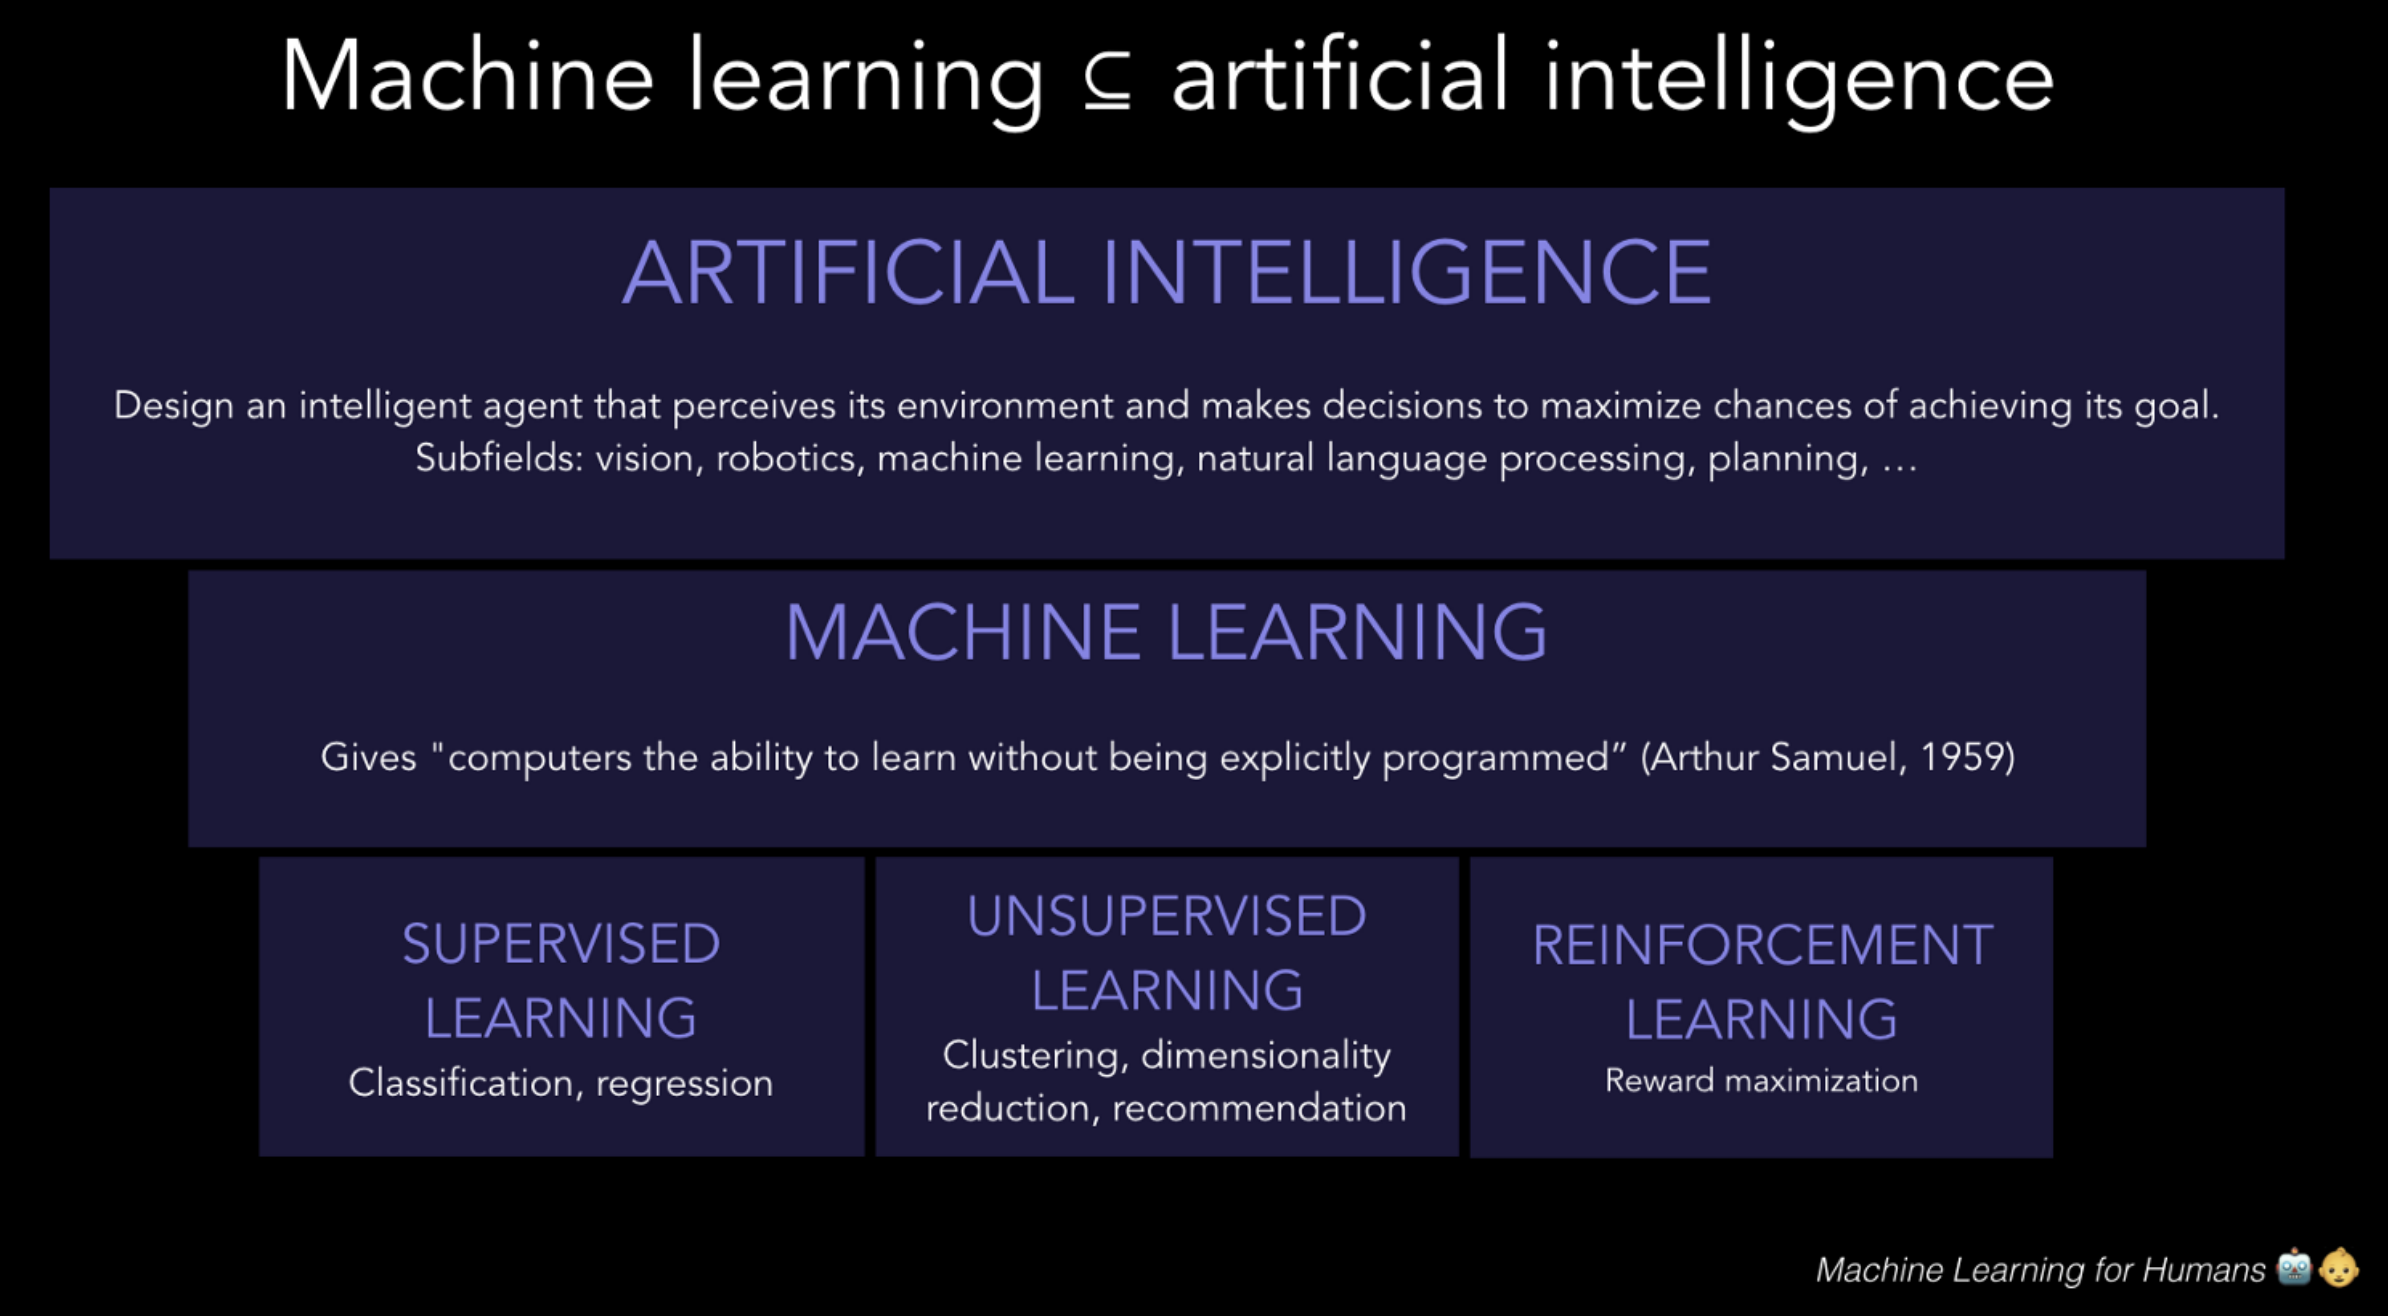 Machine learning ⊆ artificial intelligence
ARTIFICIAL INTELLIGENCE
Design an intelligent agent that perceives its environment and makes decisions to maximize chances of achieving its goal.
Subfields: vision, robotics, machine learning, natural language processing, planning, …
MACHINE LEARNING
Gives "computers the ability to learn without being explicitly programmed” (Arthur Samuel, 1959)
SUPERVISED
LEARNING
Classification, regression
UNSUPERVISED
LEARNING
Clustering, dimensionality
reduction, recommendation
REINFORCEMENT
LEARNING
Reward maximization
Machine Learning for Humans 🤖👶